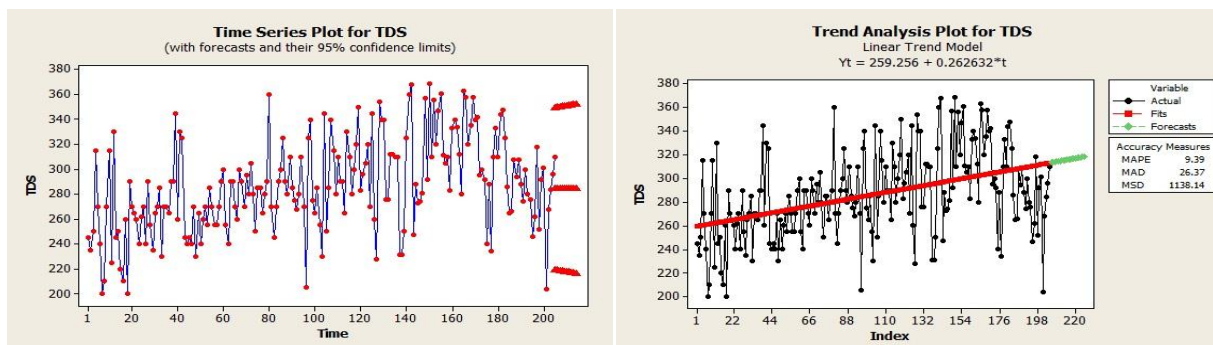 Time Series Plot for TDS
(with forecasts and their 95% confidence limits)
380
360
340
320
300
280
260
240
220
200
TDS
1 20 40 60 80 100 120 140 160 180 200
Time
Trend Analysis Plot for TDS
Linear Trend Model
Yt = 259.256 + 0.262632*t
380
360
340
320
300
280
260
240
220
200
TDS
1 22 44 66 88 110 132 154 176 198 220
Index
Variable
Actual
Fits
Forecasts
Accuracy Measures
MAPE 9.39
MAD 26.37
MSD 1138.14